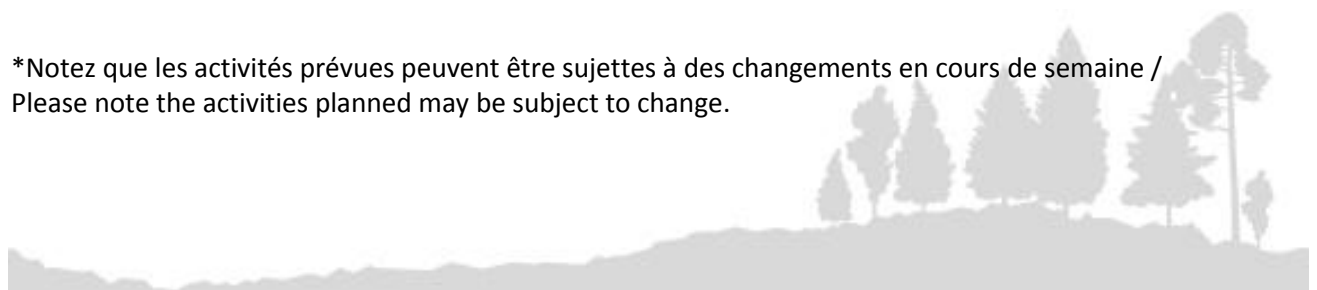 *Notez que les activités prévues peuvent être sujettes à des changements en cours de semaine /
Please note the activities planned may be subject to change.